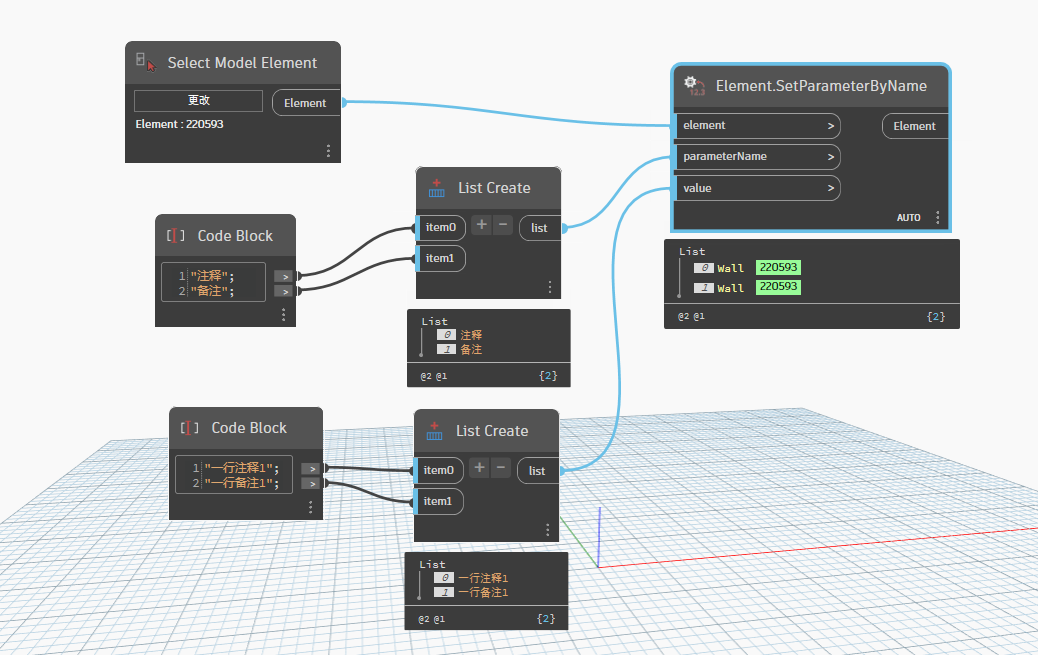 Select Model Element
更改
Element
Element : 220593
Element.SetParameterByName
element >
Element
parameterName >
value >
AUTO
List
0 Wall 220593
1 Wall 220593
@2 @1 {2}
List Create
item0 + − list
item1
List
0 注释
1 备注
@2 @1 {2}
Code Block
1 "注释"; >
2 "备注"; >
Code Block
1 "一行注释1"; >
2 "一行备注1"; >
List Create
item0 + − list
item1
List
0 一行注释1
1 一行备注1
@2 @1 {2}
12.3